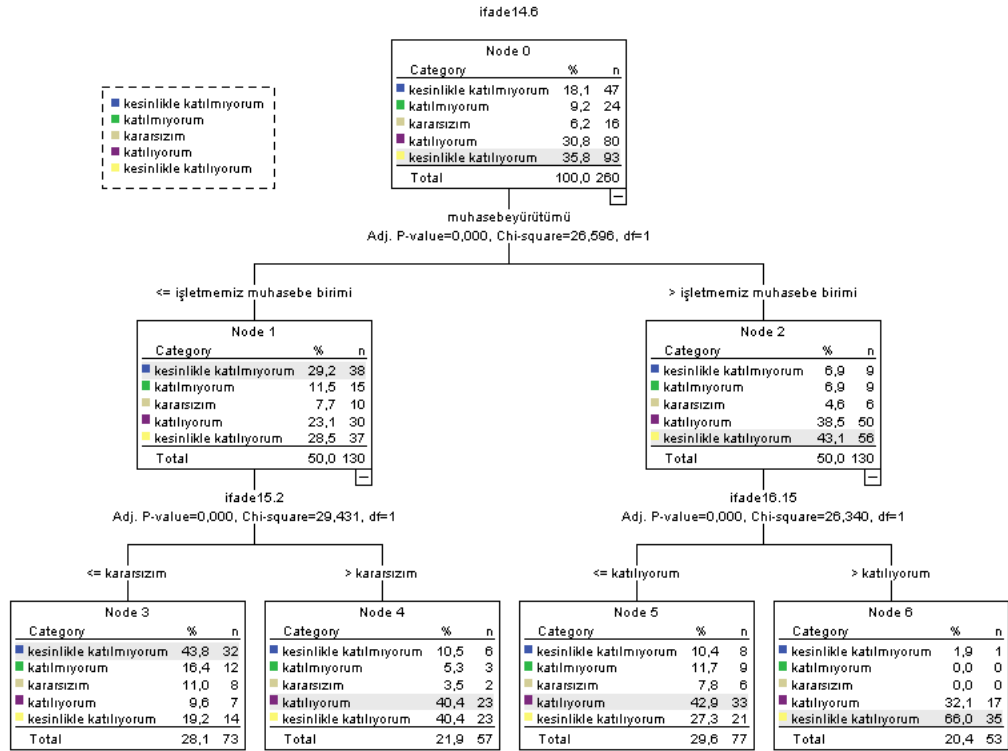 ifade14.6
Node 0
Category % n
kesinlikle katılmıyorum 18,1 47
katılmıyorum 9,2 24
kararsızım 6,2 16
katılıyorum 30,8 80
kesinlikle katılıyorum 35,8 93
Total 100,0 260
kesinlikle katılmıyorum
katılmıyorum
kararsızım
katılıyorum
kesinlikle katılıyorum
muhasebeyürütümü
Adj. P-value=0,000, Chi-square=26,596, df=1
<= işletmemiz muhasebe birimi
> işletmemiz muhasebe birimi
Node 1
Category % n
kesinlikle katılmıyorum 29,2 38
katılmıyorum 11,5 15
kararsızım 7,7 10
katılıyorum 23,1 30
kesinlikle katılıyorum 28,5 37
Total 50,0 130
Node 2
Category % n
kesinlikle katılmıyorum 6,9 9
katılmıyorum 6,9 9
kararsızım 4,6 6
katılıyorum 38,5 50
kesinlikle katılıyorum 43,1 56
Total 50,0 130
ifade15.2
Adj. P-value=0,000, Chi-square=29,431, df=1
ifade16.15
Adj. P-value=0,000, Chi-square=26,340, df=1
<= kararsızım
> kararsızım
<= katılıyorum
> katılıyorum
Node 3
Category % n
kesinlikle katılmıyorum 43,8 32
katılmıyorum 16,4 12
kararsızım 11,0 8
katılıyorum 9,6 7
kesinlikle katılıyorum 19,2 14
Total 28,1 73
Node 4
Category % n
kesinlikle katılmıyorum 10,5 6
katılmıyorum 5,3 3
kararsızım 3,5 2
katılıyorum 40,4 23
kesinlikle katılıyorum 40,4 23
Total 21,9 57
Node 5
Category % n
kesinlikle katılmıyorum 10,4 8
katılmıyorum 11,7 9
kararsızım 7,8 6
katılıyorum 42,9 33
kesinlikle katılıyorum 27,3 21
Total 29,6 77
Node 6
Category % n
kesinlikle katılmıyorum 1,9 1
katılmıyorum 0,0 0
kararsızım 0,0 0
katılıyorum 32,1 17
kesinlikle katılıyorum 66,0 35
Total 20,4 53